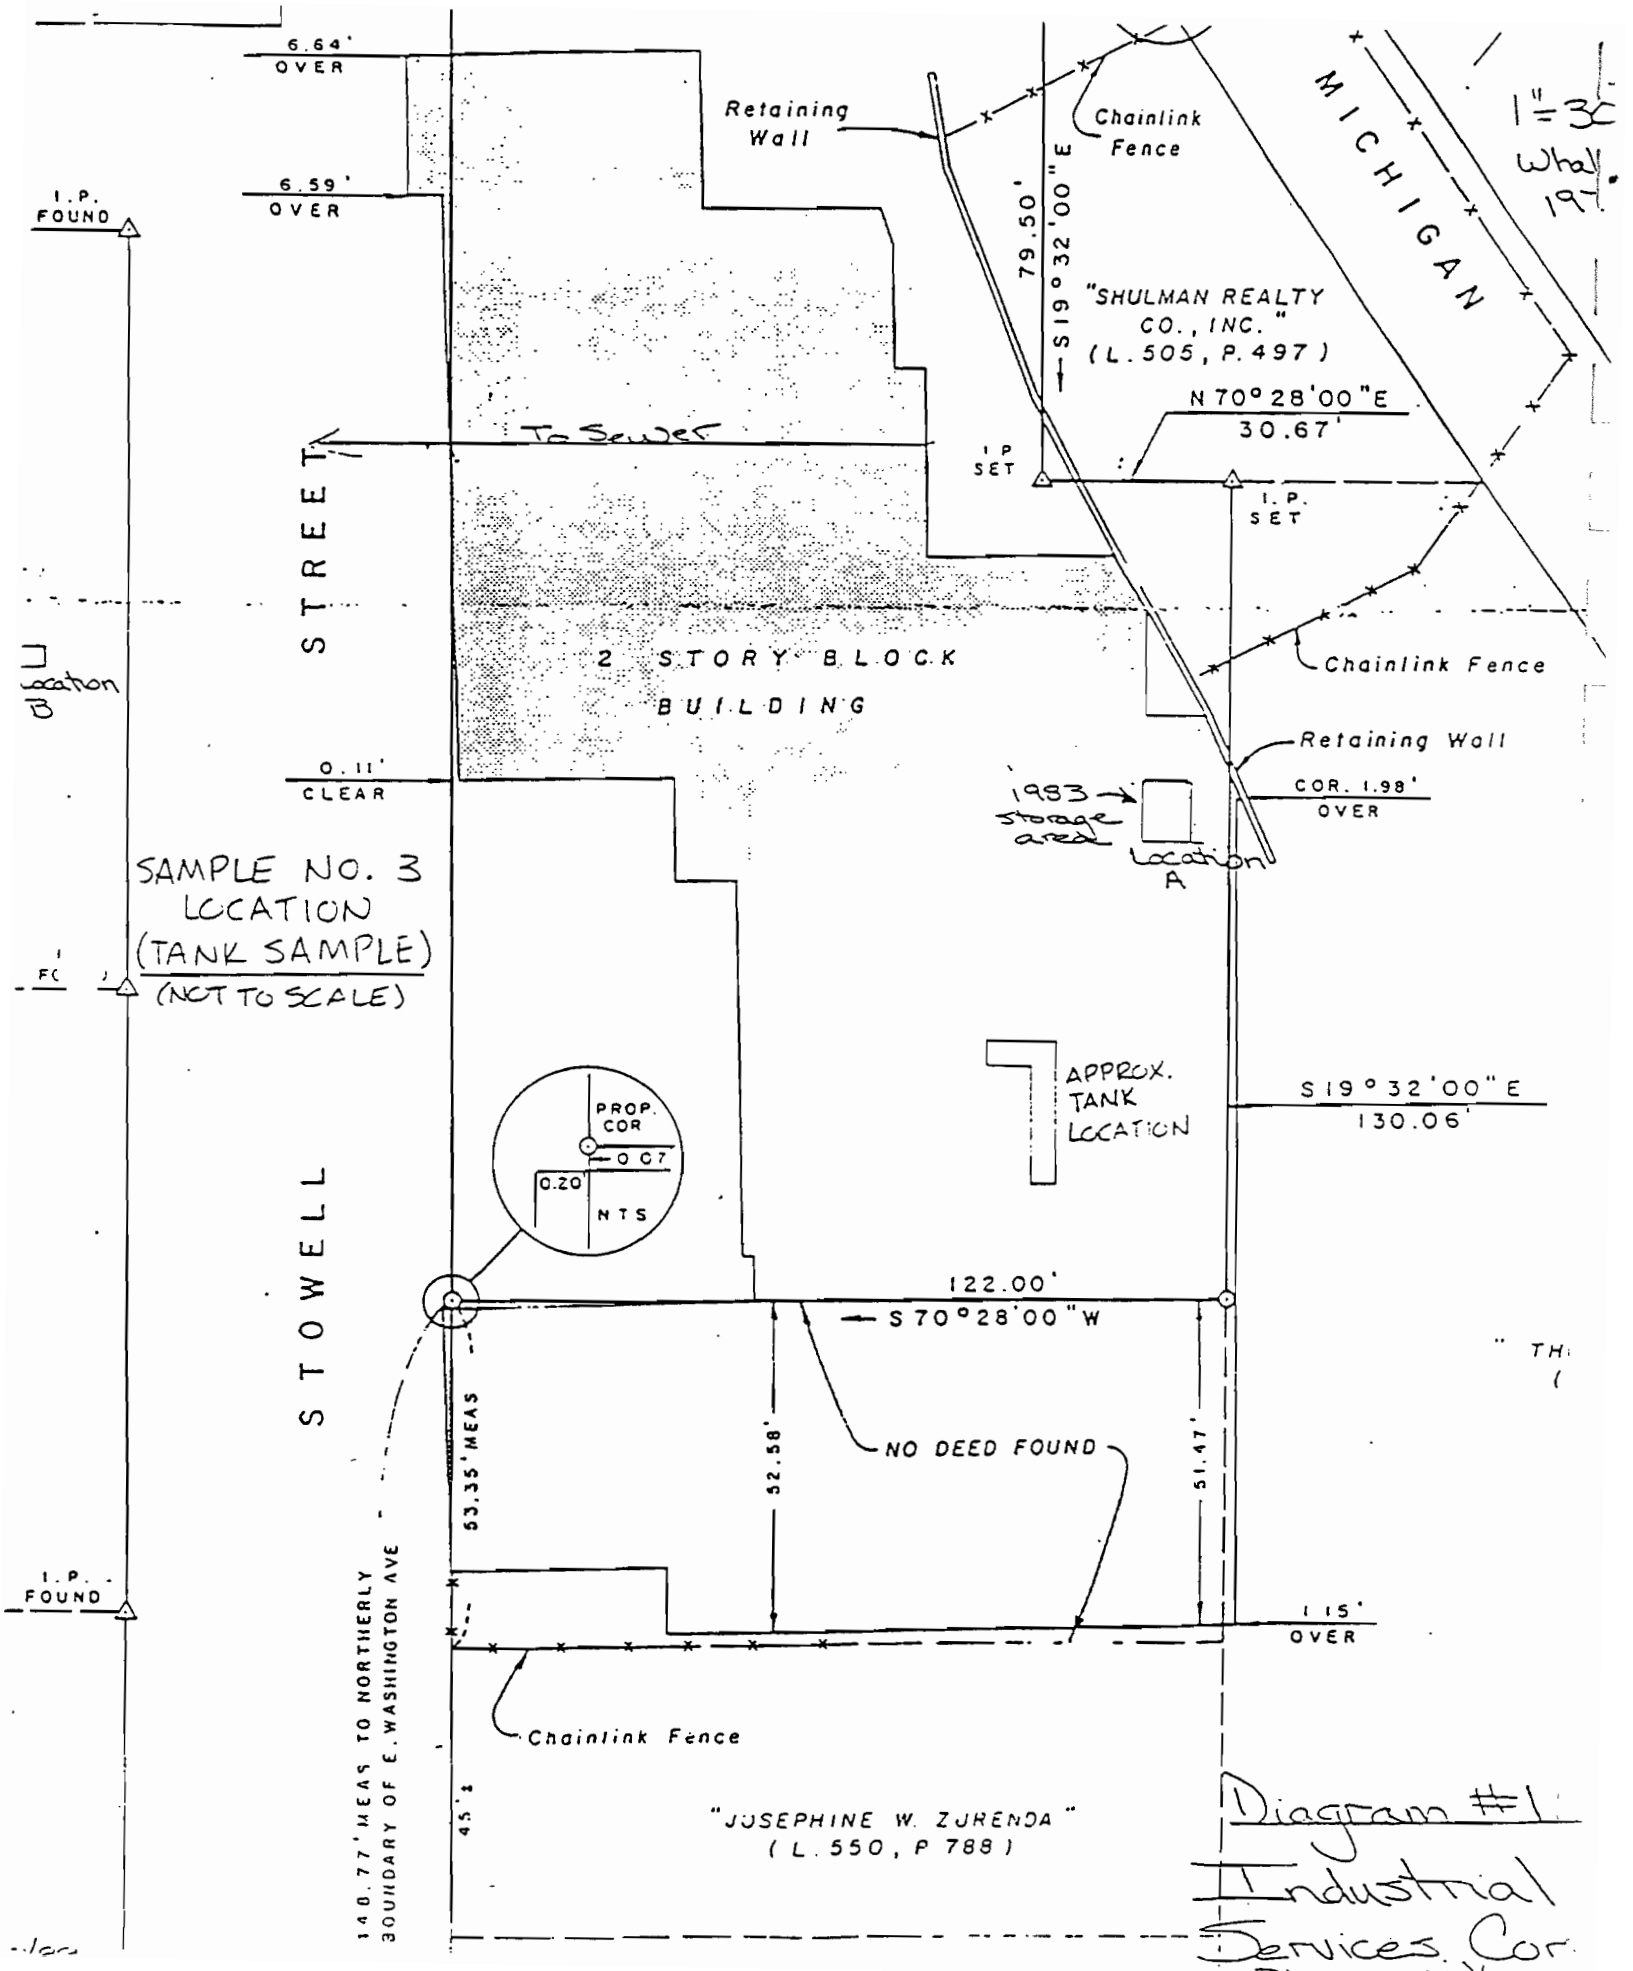 6.64'
OVER
6.59'
OVER
I.P.
FOUND
Retaining
Wall
Chainlink
Fence
MICHIGAN
79.50'
S19°32'00"E
"SHULMAN REALTY
CO., INC."
(L.505, P.497)
N70°28'00"E
30.67'
I P
SET
I.P.
SET
To Sewer
STREET
Location
B
2 STORY BLOCK
BUILDING
Chainlink Fence
Retaining Wall
0.11'
CLEAR
1983
storage
area
Location
A
COR. 1.98'
OVER
SAMPLE NO. 3
LOCATION
(TANK SAMPLE)
(NOT TO SCALE)
APPROX.
TANK
LOCATION
S19°32'00"E
130.06'
PROP.
COR
0.07
0.20'
NTS
STOWELL
122.00'
S70°28'00"W
53.35' MEAS
52.58'
51.47'
NO DEED FOUND
I.P.
FOUND
1.15'
OVER
148.77' MEAS TO NORTHERLY
BOUNDARY OF E. WASHINGTON AVE
Chainlink Fence
45'±
"JOSEPHINE W. ZURENDA"
(L.550, P 788)
Diagram #1
Industrial
Services Cor.